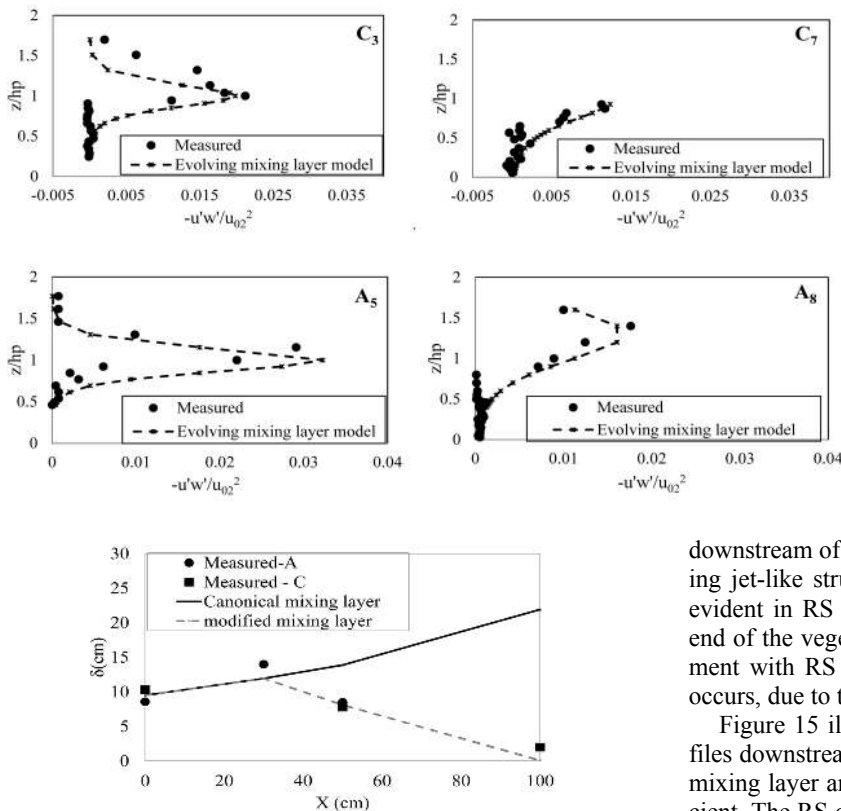 C3
z/hp
2
1.5
1
0.5
0
Measured
Evolving mixing layer model
-0.005 0.005 0.015 0.025 0.035
-u'w'/u02²
C7
z/hp
2
1.5
1
0.5
0
Measured
Evolving mixing layer model
-0.005 0.005 0.015 0.025 0.035
-u'w'/u02²
A5
z/hp
2
1.5
1
0.5
0
Measured
Evolving mixing layer model
0 0.01 0.02 0.03 0.04
-u'w'/u02²
A8
z/hp
2
1.5
1
0.5
0
Measured
Evolving mixing layer model
0 0.01 0.02 0.03 0.04
-u'w'/u02²
δ(cm)
30
25
20
15
10
5
0
Measured-A
Measured - C
Canonical mixing layer
modified mixing layer
0 20 40 60 80 100
X (cm)
downstream of
ing jet-like stru
evident in RS
end of the vege
ment with RS
occurs, due to t
Figure 15 il
files downstrea
mixing layer an
cient. The RS